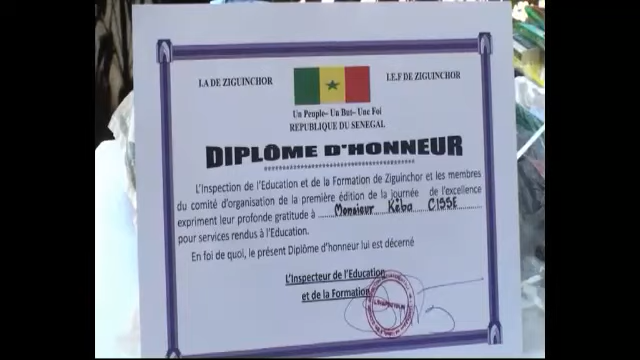 I.A DE ZIGUINCHOR
I.E.F DE ZIGUINCHOR
Un Peuple- Un But- Une Foi
REPUBLIQUE DU SENEGAL
DIPLÔME D'HONNEUR
****************************************
L'Inspection de l'Education et de la Formation de Ziguinchor et les membres
du comité d'organisation de la première édition de la journée de l'excellence
expriment leur profonde gratitude à Monsieur Kéba CISSE
pour services rendus à l'Education.
En foi de quoi, le présent Diplôme d'honneur lui est décerné
L'Inspecteur de l'Education
et de la Formation
L'INSPECTEUR